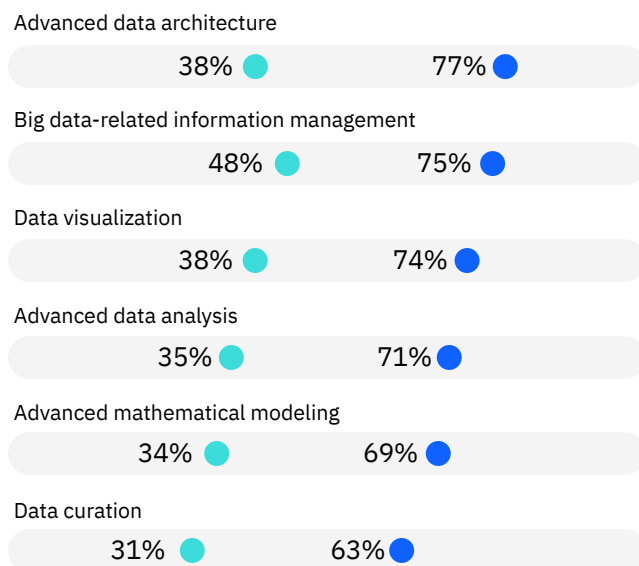 Advanced data architecture
38% 77%
Big data-related information management
48% 75%
Data visualization
38% 74%
Advanced data analysis
35% 71%
Advanced mathematical modeling
34% 69%
Data curation
31% 63%